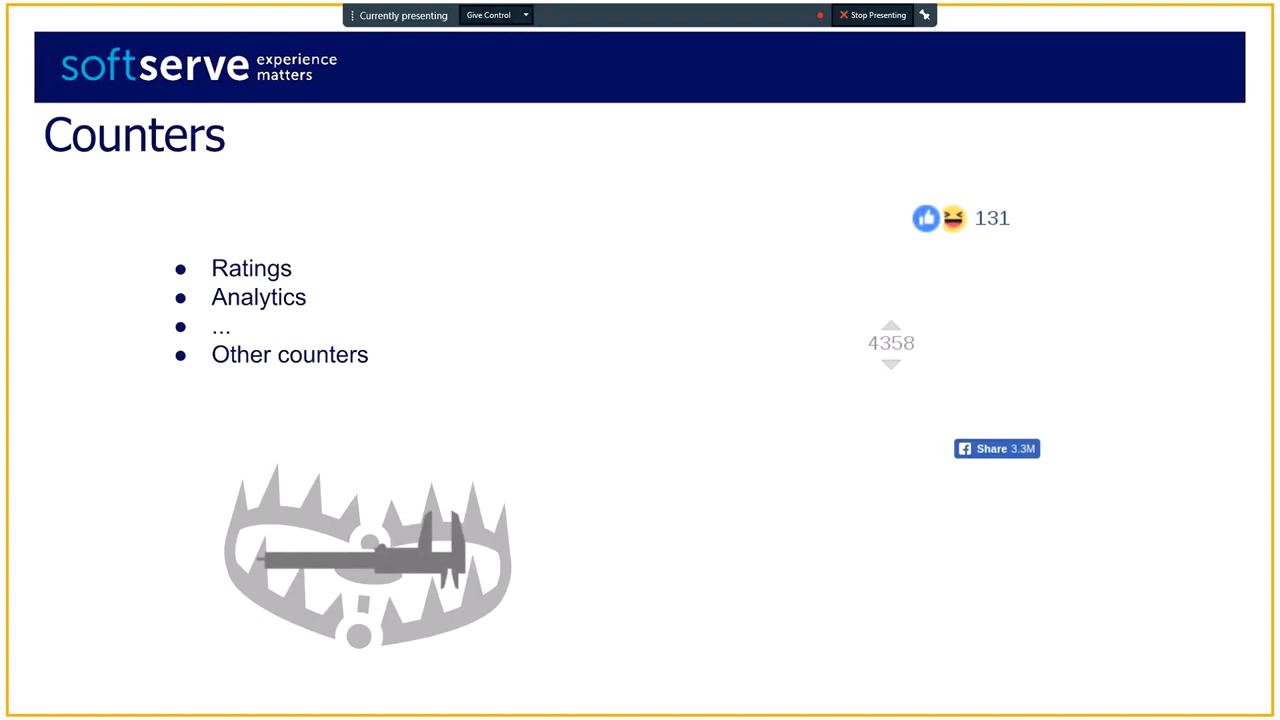 Currently presenting Give Control Stop Presenting
softserve experience matters
Counters
131
Ratings
Analytics
...
Other counters
4358
Share 3.3M